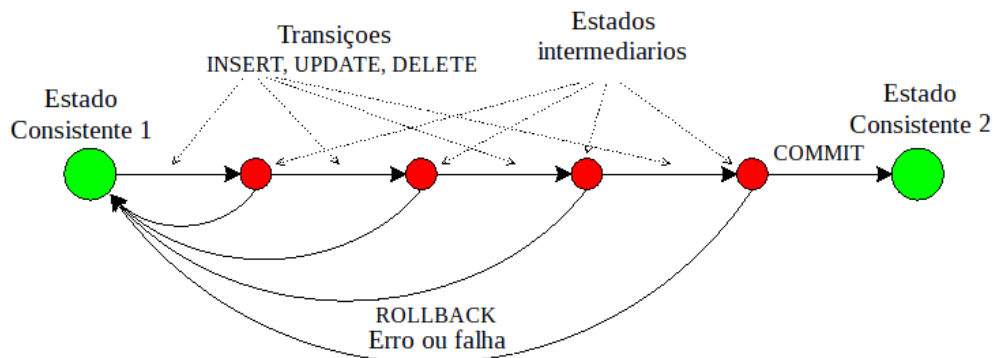 Transiçoes
INSERT, UPDATE, DELETE
Estados
intermediarios
Estado
Consistente 1
Estado
Consistente 2
COMMIT
ROLLBACK
Erro ou falha